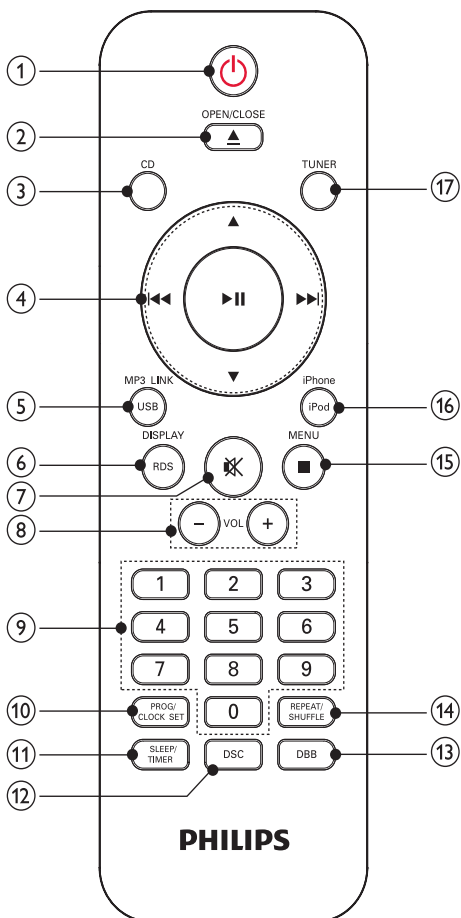 1
OPEN/CLOSE
2
CD
TUNER
3
17
4
MP3 LINK
iPhone
5
USB
iPod
16
DISPLAY
MENU
6
RDS
15
7
8
− VOL +
1 2 3
9
4 5 6
7 8 9
10
PROG/
CLOCK SET
0
REPEAT/
SHUFFLE
14
11
SLEEP/
TIMER
DSC
DBB
13
12
PHILIPS